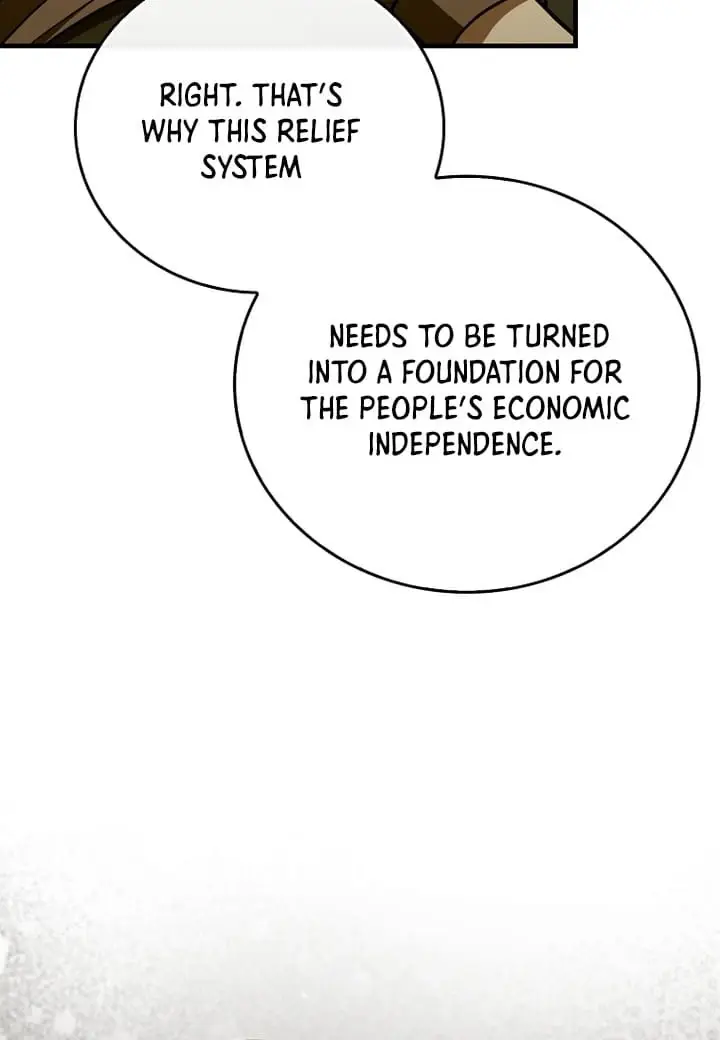 RIGHT. THAT'S
WHY THIS RELIEF
SYSTEM
NEEDS TO BE TURNED
INTO A FOUNDATION FOR
THE PEOPLE'S ECONOMIC
INDEPENDENCE.